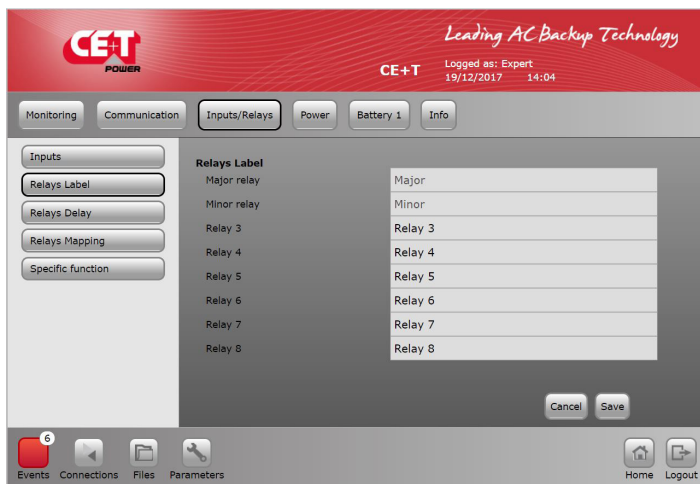 CE+T
POWER
Leading AC Backup Technology
CE+T
Logged as: Expert
19/12/2017 14:04
Monitoring Communication Inputs/Relays Power Battery 1 Info
Inputs
Relays Label
Relays Delay
Relays Mapping
Specific function
Relays Label
Major relay Major
Minor relay Minor
Relay 3 Relay 3
Relay 4 Relay 4
Relay 5 Relay 5
Relay 6 Relay 6
Relay 7 Relay 7
Relay 8 Relay 8
Cancel Save
6
Events Connections Files Parameters Home Logout